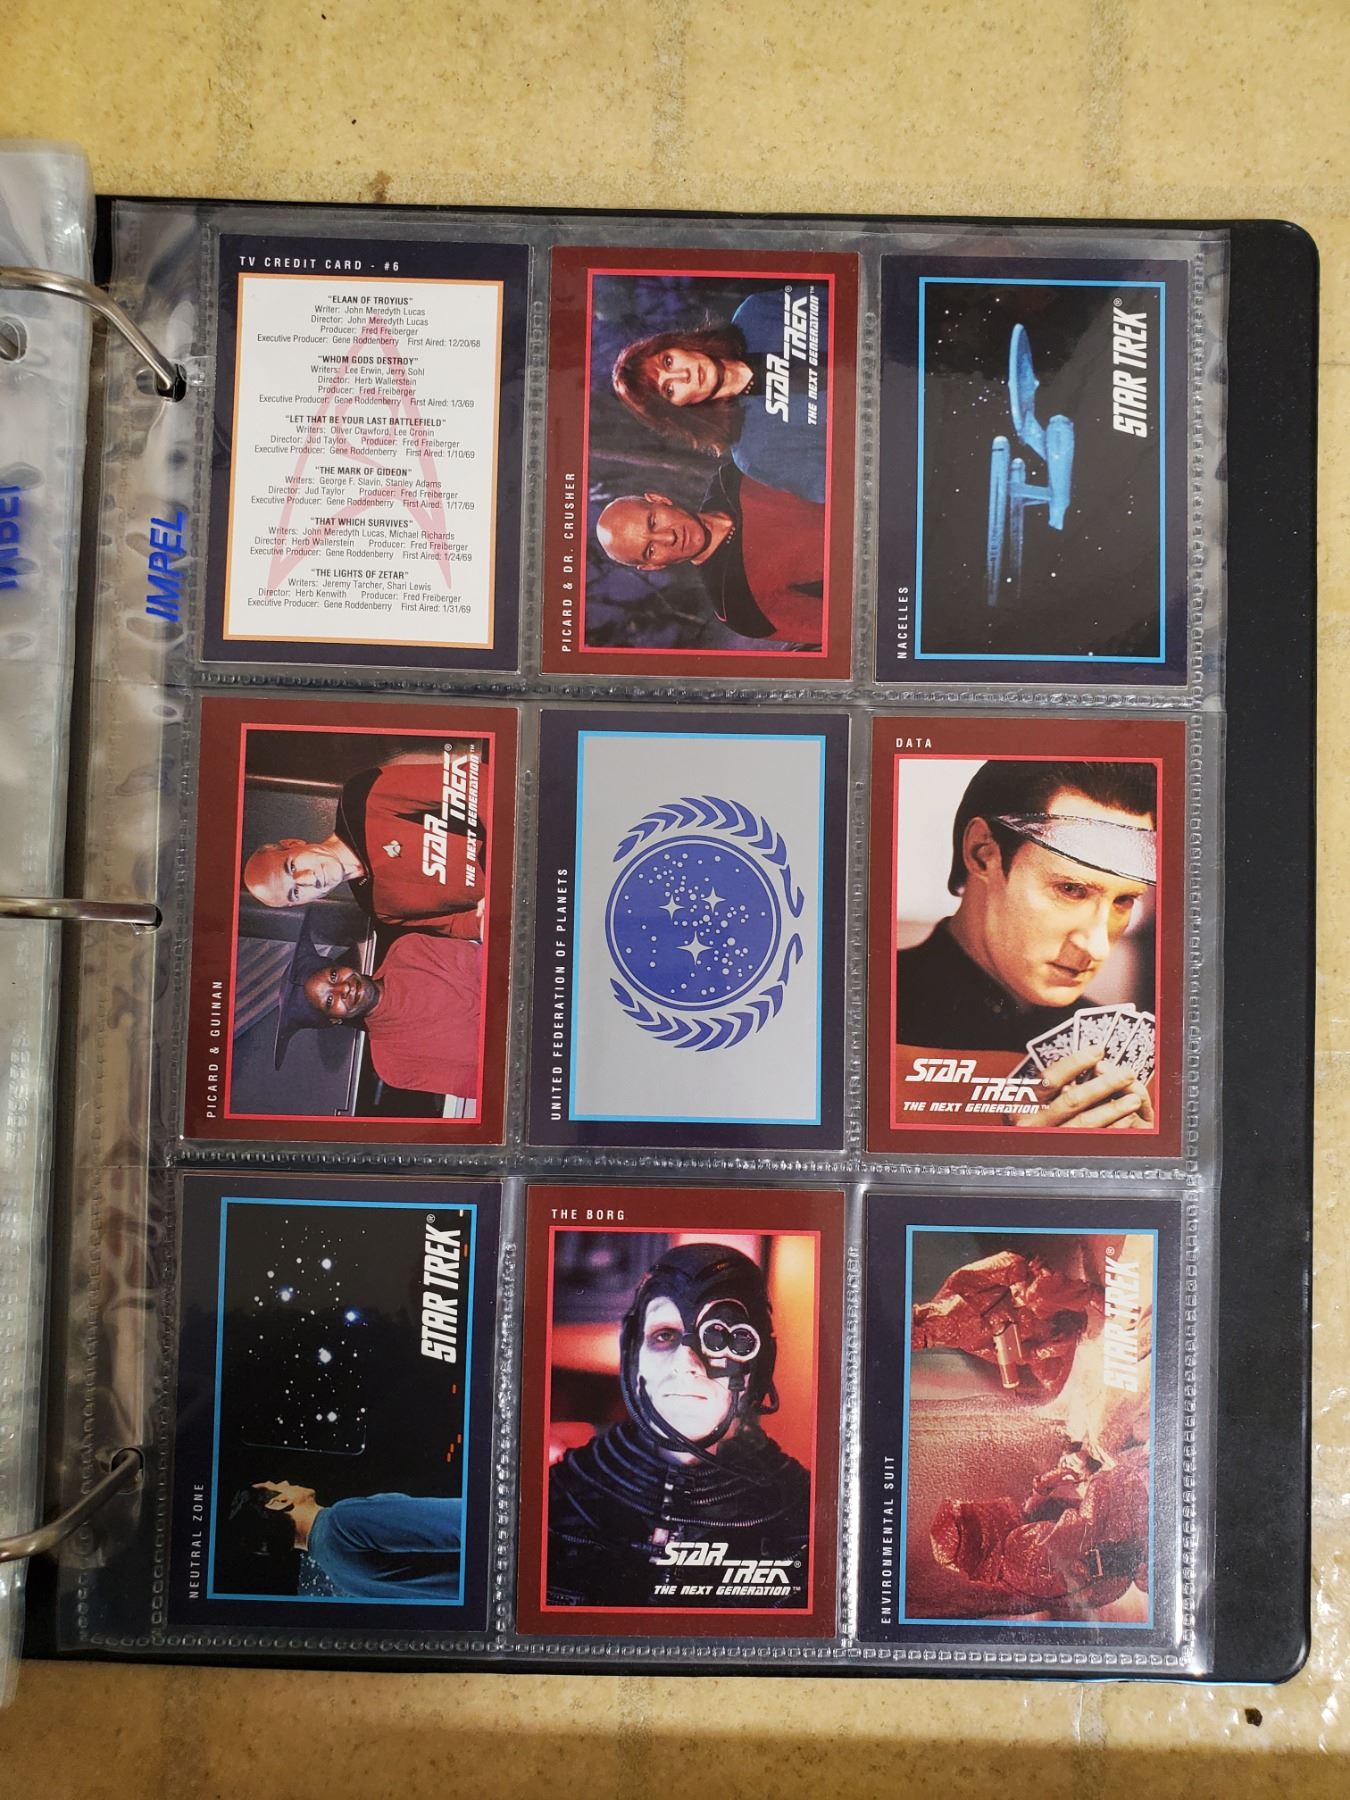 IMPEL
TV CREDIT CARD - #6
"ELAAN OF TROYIUS"
Writer: John Meredyth Lucas
Director: John Meredyth Lucas
Producer: Fred Freiberger
Executive Producer: Gene Roddenberry First Aired: 12/20/68
"WHOM GODS DESTROY"
Writers: Lee Erwin, Jerry Sohl
Director: Herb Wallerstein
Producer: Fred Freiberger
Executive Producer: Gene Roddenberry First Aired: 1/3/69
"LET THAT BE YOUR LAST BATTLEFIELD"
Writers: Oliver Crawford, Lee Cronin
Director: Jud Taylor Producer: Fred Freiberger
Executive Producer: Gene Roddenberry First Aired: 1/10/69
"THE MARK OF GIDEON"
Writers: George F. Slavin, Stanley Adams
Director: Jud Taylor Producer: Fred Freiberger
Executive Producer: Gene Roddenberry First Aired: 1/17/69
"THAT WHICH SURVIVES"
Writers: John Meredyth Lucas, Michael Richards
Director: Herb Wallerstein Producer: Fred Freiberger
Executive Producer: Gene Roddenberry First Aired: 1/24/69
"THE LIGHTS OF ZETAR"
Writers: Jeremy Tarcher, Shari Lewis
Director: Herb Kenwith Producer: Fred Freiberger
Executive Producer: Gene Roddenberry First Aired: 1/31/69
PICARD & DR. CRUSHER
STAR TREK®
THE NEXT GENERATION™
NACELLES
STAR TREK®
PICARD & GUINAN
STAR TREK®
THE NEXT GENERATION™
UNITED FEDERATION OF PLANETS
DATA
STAR
TREK®
THE NEXT GENERATION™
NEUTRAL ZONE
STAR TREK®
THE BORG
STAR
TREK®
THE NEXT GENERATION™
ENVIRONMENTAL SUIT
STAR TREK®